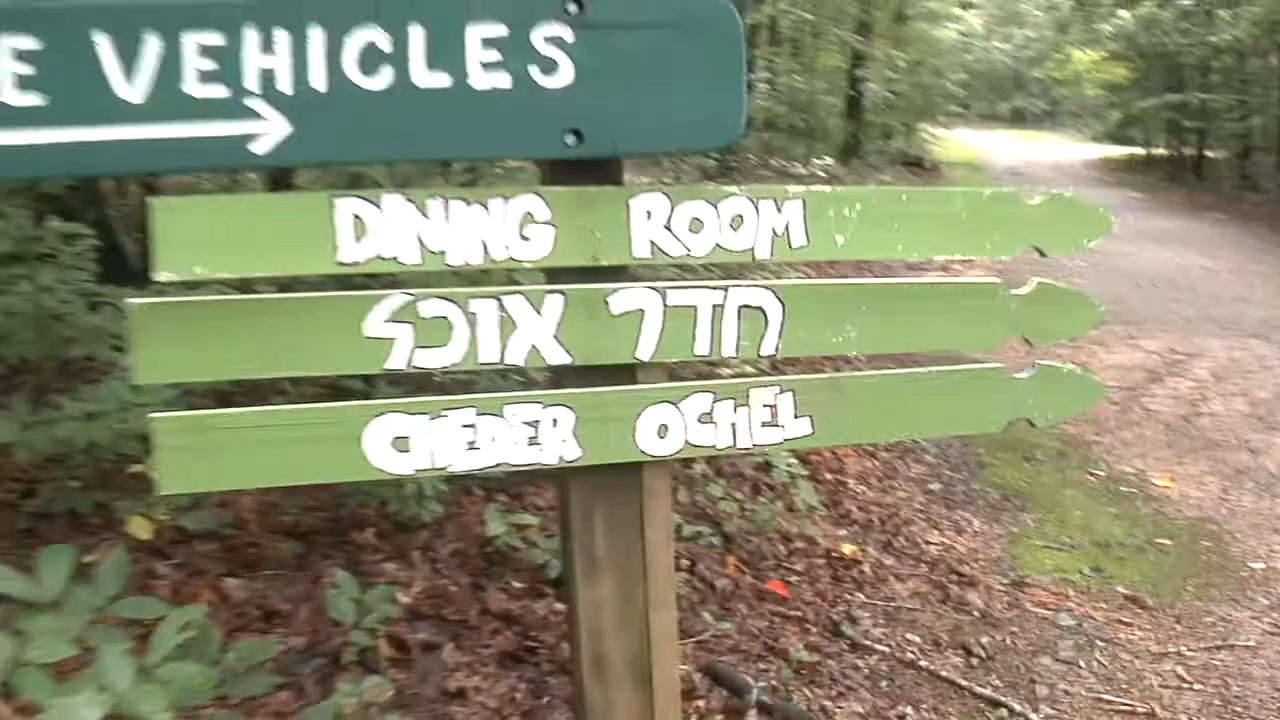 VEHICLES
DINING ROOM
חדר אוכל
CHEDER OCHEL